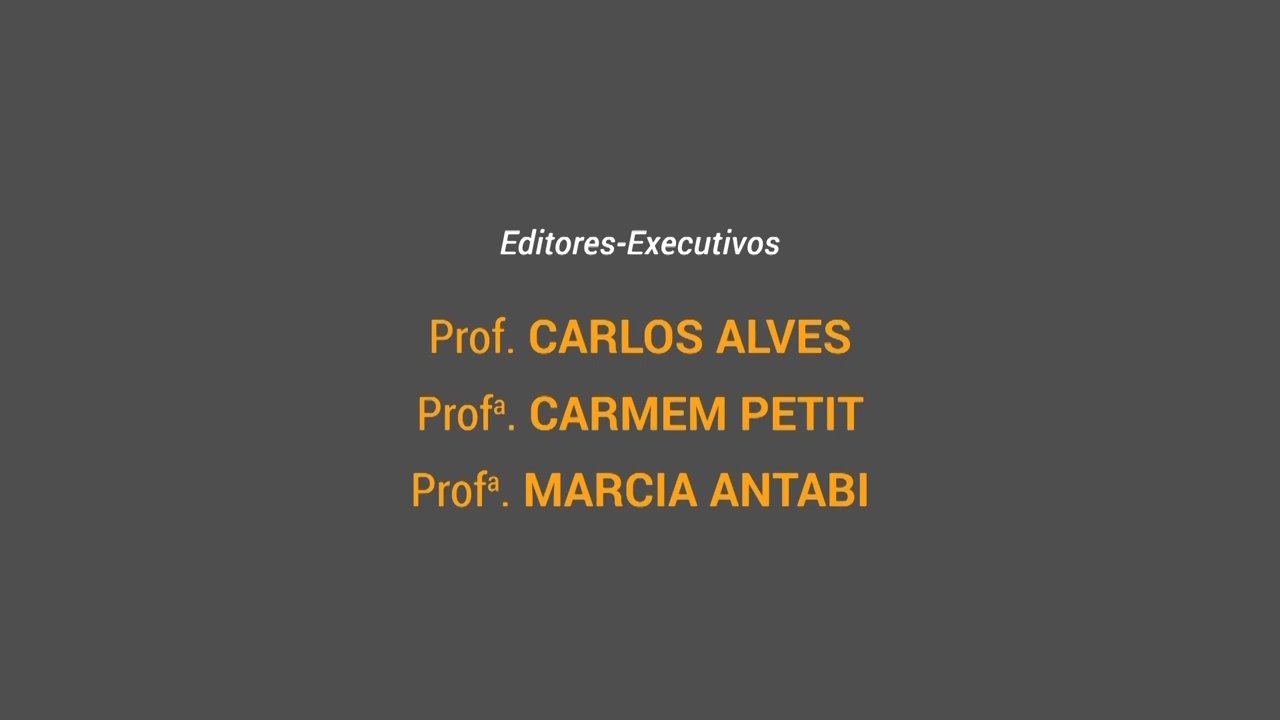 Editores-Executivos
Prof. CARLOS ALVES
Profª. CARMEM PETIT
Profª. MARCIA ANTABI